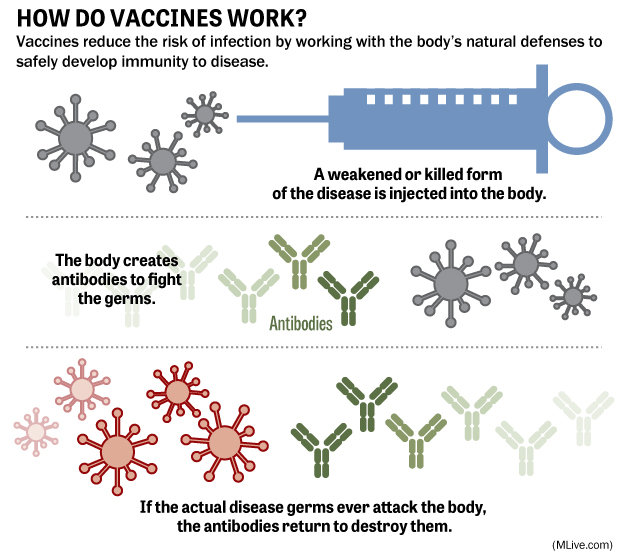 HOW DO VACCINES WORK?
Vaccines reduce the risk of infection by working with the body's natural defenses to
safely develop immunity to disease.
A weakened or killed form
of the disease is injected into the body.
The body creates
antibodies to fight
the germs.
Antibodies
If the actual disease germs ever attack the body,
the antibodies return to destroy them.
(MLive.com)